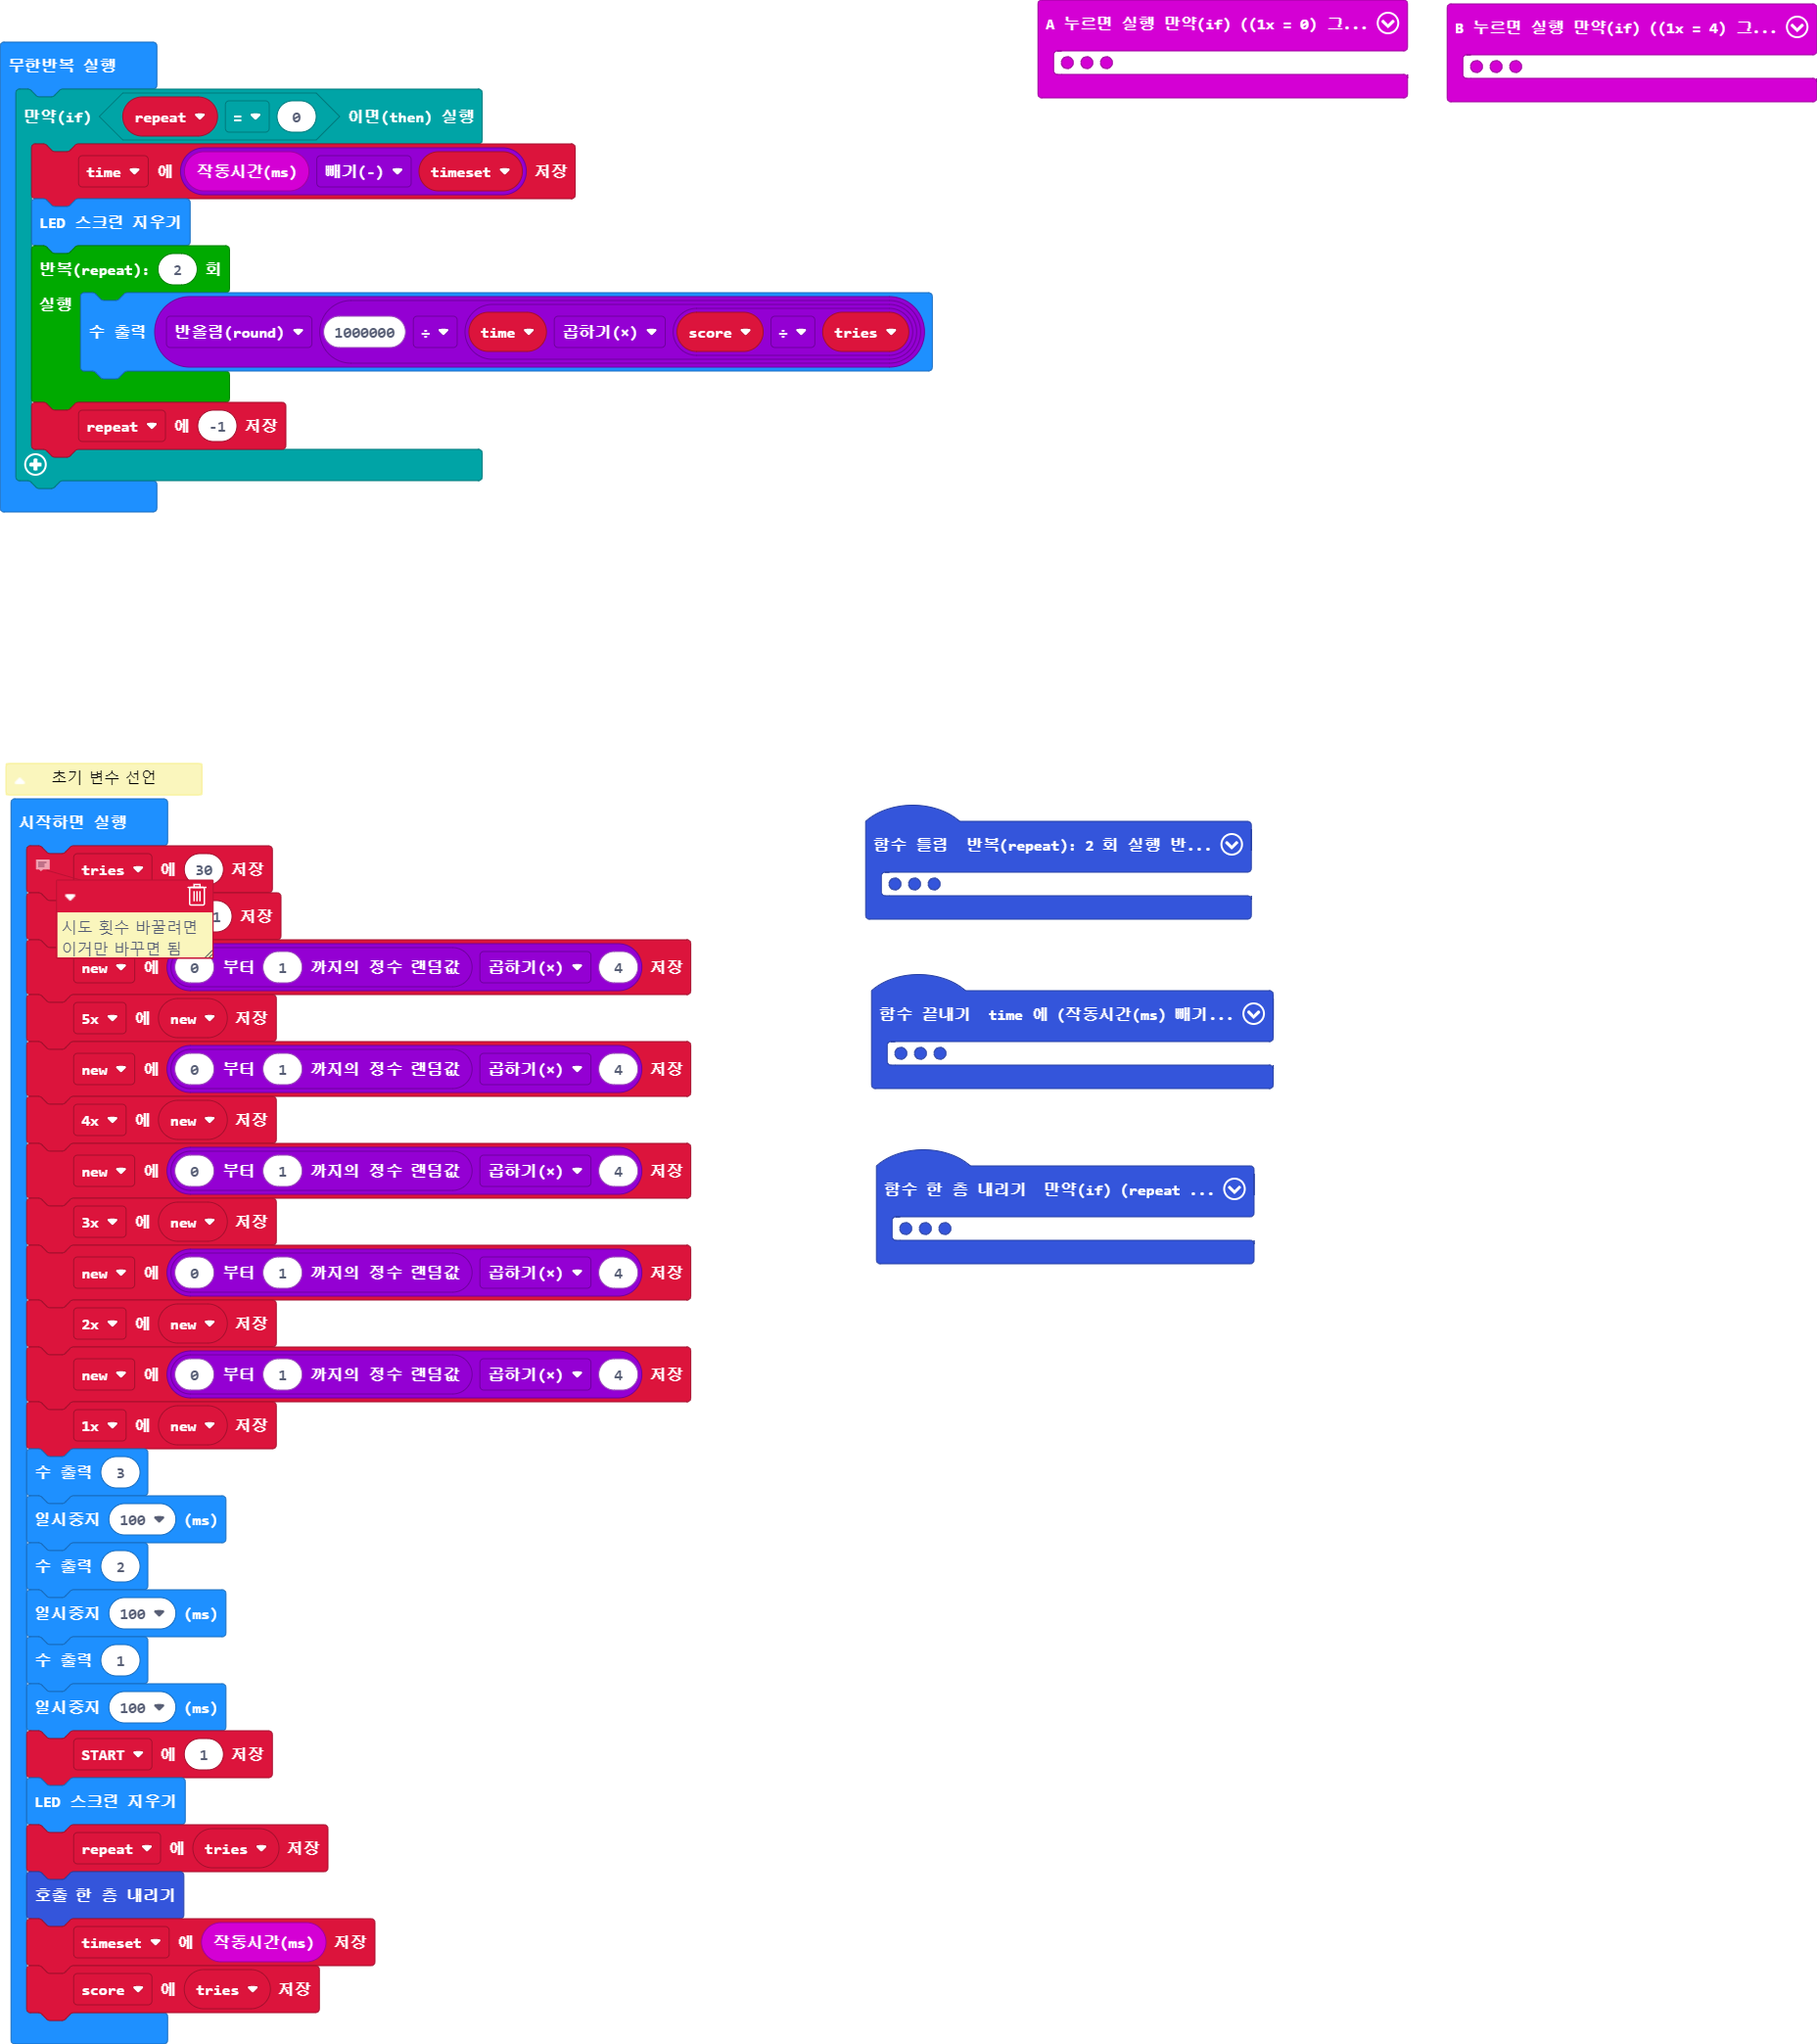 A 누르면 실행 만약(if) ((1x = 0) 그...
B 누르면 실행 만약(if) ((1x = 4) 그...
무한반복 실행
만약(if) repeat = 0 이면(then) 실행
time 에 작동시간(ms) 빼기(-) timeset 저장
LED 스크린 지우기
반복(repeat): 2 회
실행
수 출력 반올림(round) 1000000 ÷ time 곱하기(×) score ÷ tries
repeat 에 -1 저장
초기 변수 선언
시작하면 실행
tries 에 30 저장
시도 횟수 바꿀려면
이거만 바꾸면 됨
1 저장
new 에 0 부터 1 까지의 정수 랜덤값 곱하기(×) 4 저장
5x 에 new 저장
new 에 0 부터 1 까지의 정수 랜덤값 곱하기(×) 4 저장
4x 에 new 저장
new 에 0 부터 1 까지의 정수 랜덤값 곱하기(×) 4 저장
3x 에 new 저장
new 에 0 부터 1 까지의 정수 랜덤값 곱하기(×) 4 저장
2x 에 new 저장
new 에 0 부터 1 까지의 정수 랜덤값 곱하기(×) 4 저장
1x 에 new 저장
수 출력 3
일시중지 100 (ms)
수 출력 2
일시중지 100 (ms)
수 출력 1
일시중지 100 (ms)
START 에 1 저장
LED 스크린 지우기
repeat 에 tries 저장
호출 한 층 내리기
timeset 에 작동시간(ms) 저장
score 에 tries 저장
함수 틀림 반복(repeat): 2 회 실행 반...
함수 끝내기 time 에 (작동시간(ms) 빼기...
함수 한 층 내리기 만약(if) (repeat ...